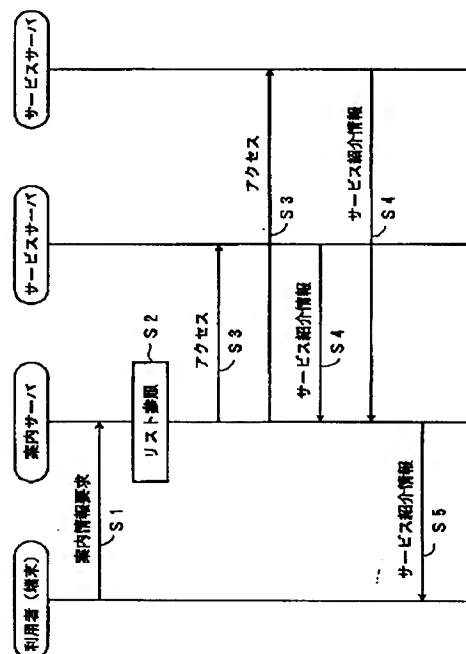 利用者（端末）
案内サーバ
サービスサーバ
サービスサーバ
案内情報要求
S1
リスト参照
S2
アクセス
S3
アクセス
S3
サービス紹介情報
S4
サービス紹介情報
S4
サービス紹介情報
S5